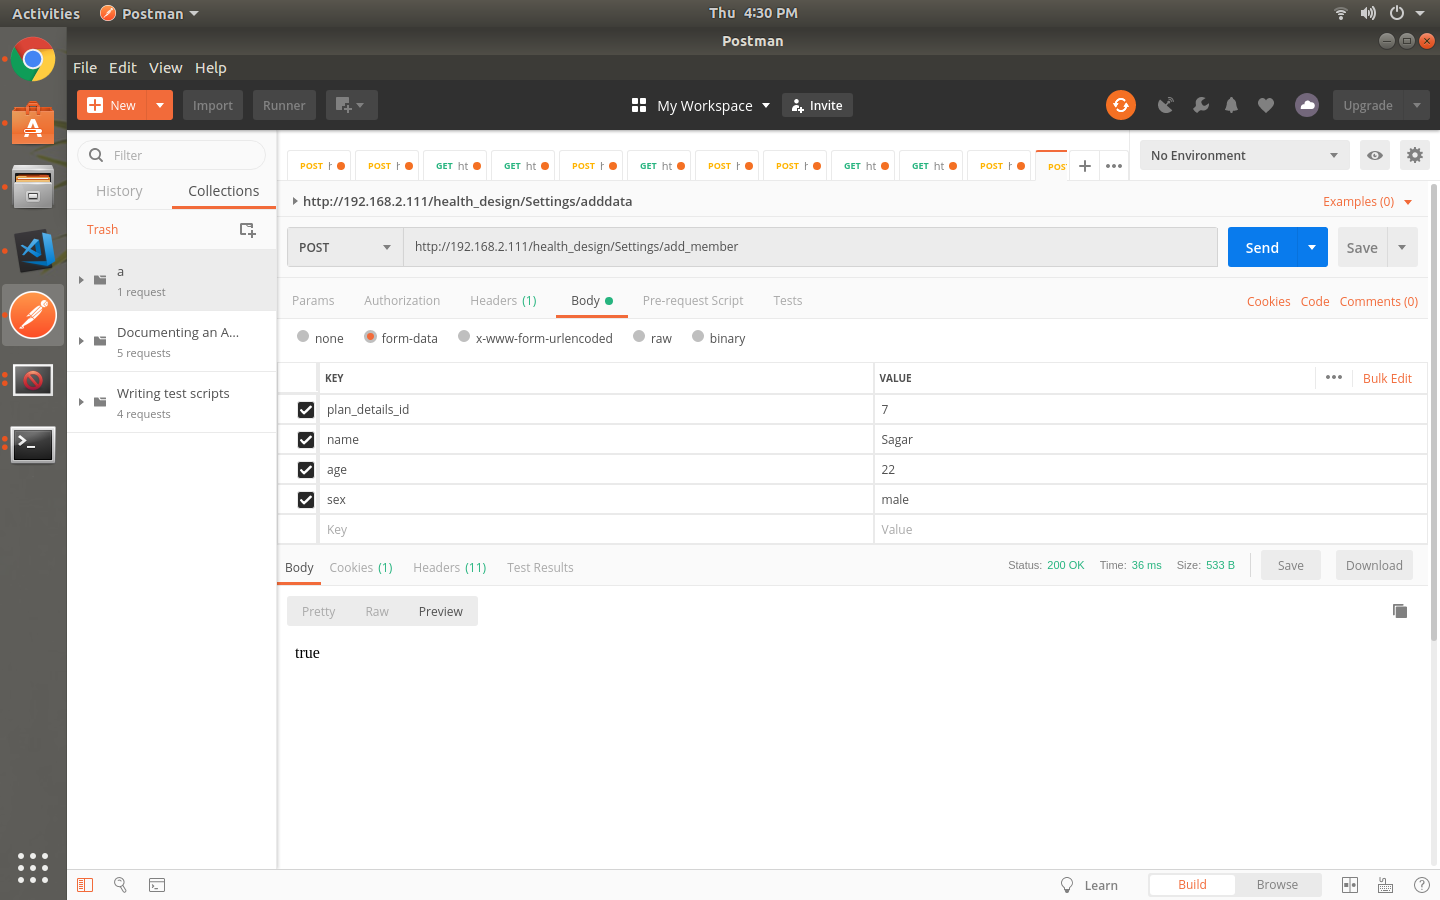 Activities Postman Thu 4:30 PM
Postman
File Edit View Help
New Import Runner My Workspace Invite Upgrade
Filter
History Collections
Trash
a
1 request
Documenting an A...
5 requests
Writing test scripts
4 requests
POST h POST h GET ht GET ht POST h GET ht POST h POST h GET ht GET ht POST h POS
No Environment
http://192.168.2.111/health_design/Settings/adddata Examples (0)
POST http://192.168.2.111/health_design/Settings/add_member Send Save
Params Authorization Headers (1) Body Pre-request Script Tests Cookies Code Comments (0)
none form-data x-www-form-urlencoded raw binary
KEY VALUE Bulk Edit
plan_details_id 7
name Sagar
age 22
sex male
Key Value
Body Cookies (1) Headers (11) Test Results Status: 200 OK Time: 36 ms Size: 533 B Save Download
Pretty Raw Preview
true
Learn Build Browse